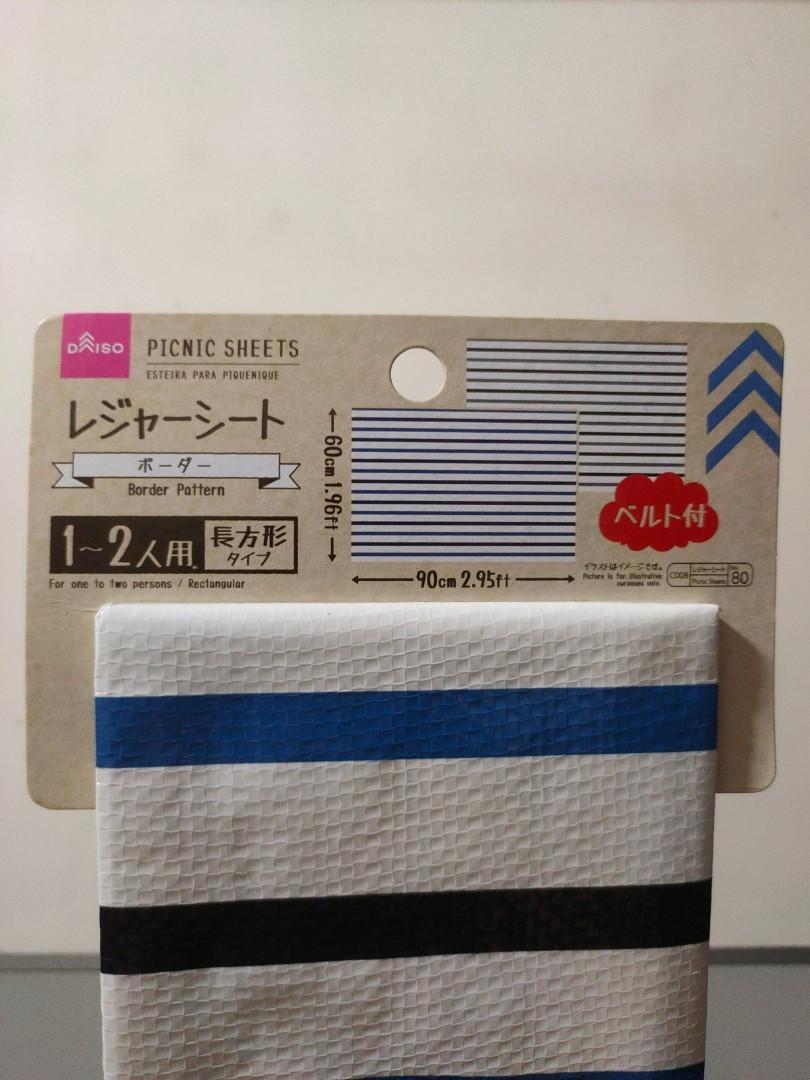 DAISO
PICNIC SHEETS
ESTEIRA PARA PIQUENIQUE
レジャーシート
ボーダー
Border Pattern
1～2人用
長方形
タイプ
For one to two persons / Rectangular
60cm 1.96ft
90cm 2.95ft
ベルト付
イラストはイメージです。
Picture is for illustrative
purposes only.
CODE
レジャーシート
Picnic Sheets
No.
80